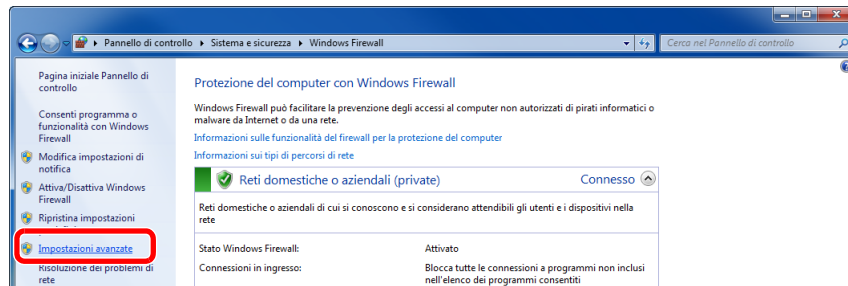 Pannello di controllo ▸ Sistema e sicurezza ▸ Windows Firewall
Cerca nel Pannello di controllo
Pagina iniziale Pannello di
controllo
Consenti programma o
funzionalità con Windows
Firewall
Modifica impostazioni di
notifica
Attiva/Disattiva Windows
Firewall
Ripristina impostazioni
Impostazioni avanzate
Risoluzione dei problemi di
rete
Protezione del computer con Windows Firewall
Windows Firewall può facilitare la prevenzione degli accessi al computer non autorizzati di pirati informatici o
malware da Internet o da una rete.
Informazioni sulle funzionalità del firewall per la protezione del computer
Informazioni sui tipi di percorsi di rete
Reti domestiche o aziendali (private) Connesso
Reti domestiche o aziendali di cui si conoscono e si considerano attendibili gli utenti e i dispositivi nella
rete
Stato Windows Firewall: Attivato
Connessioni in ingresso: Blocca tutte le connessioni a programmi non inclusi
nell'elenco dei programmi consentiti